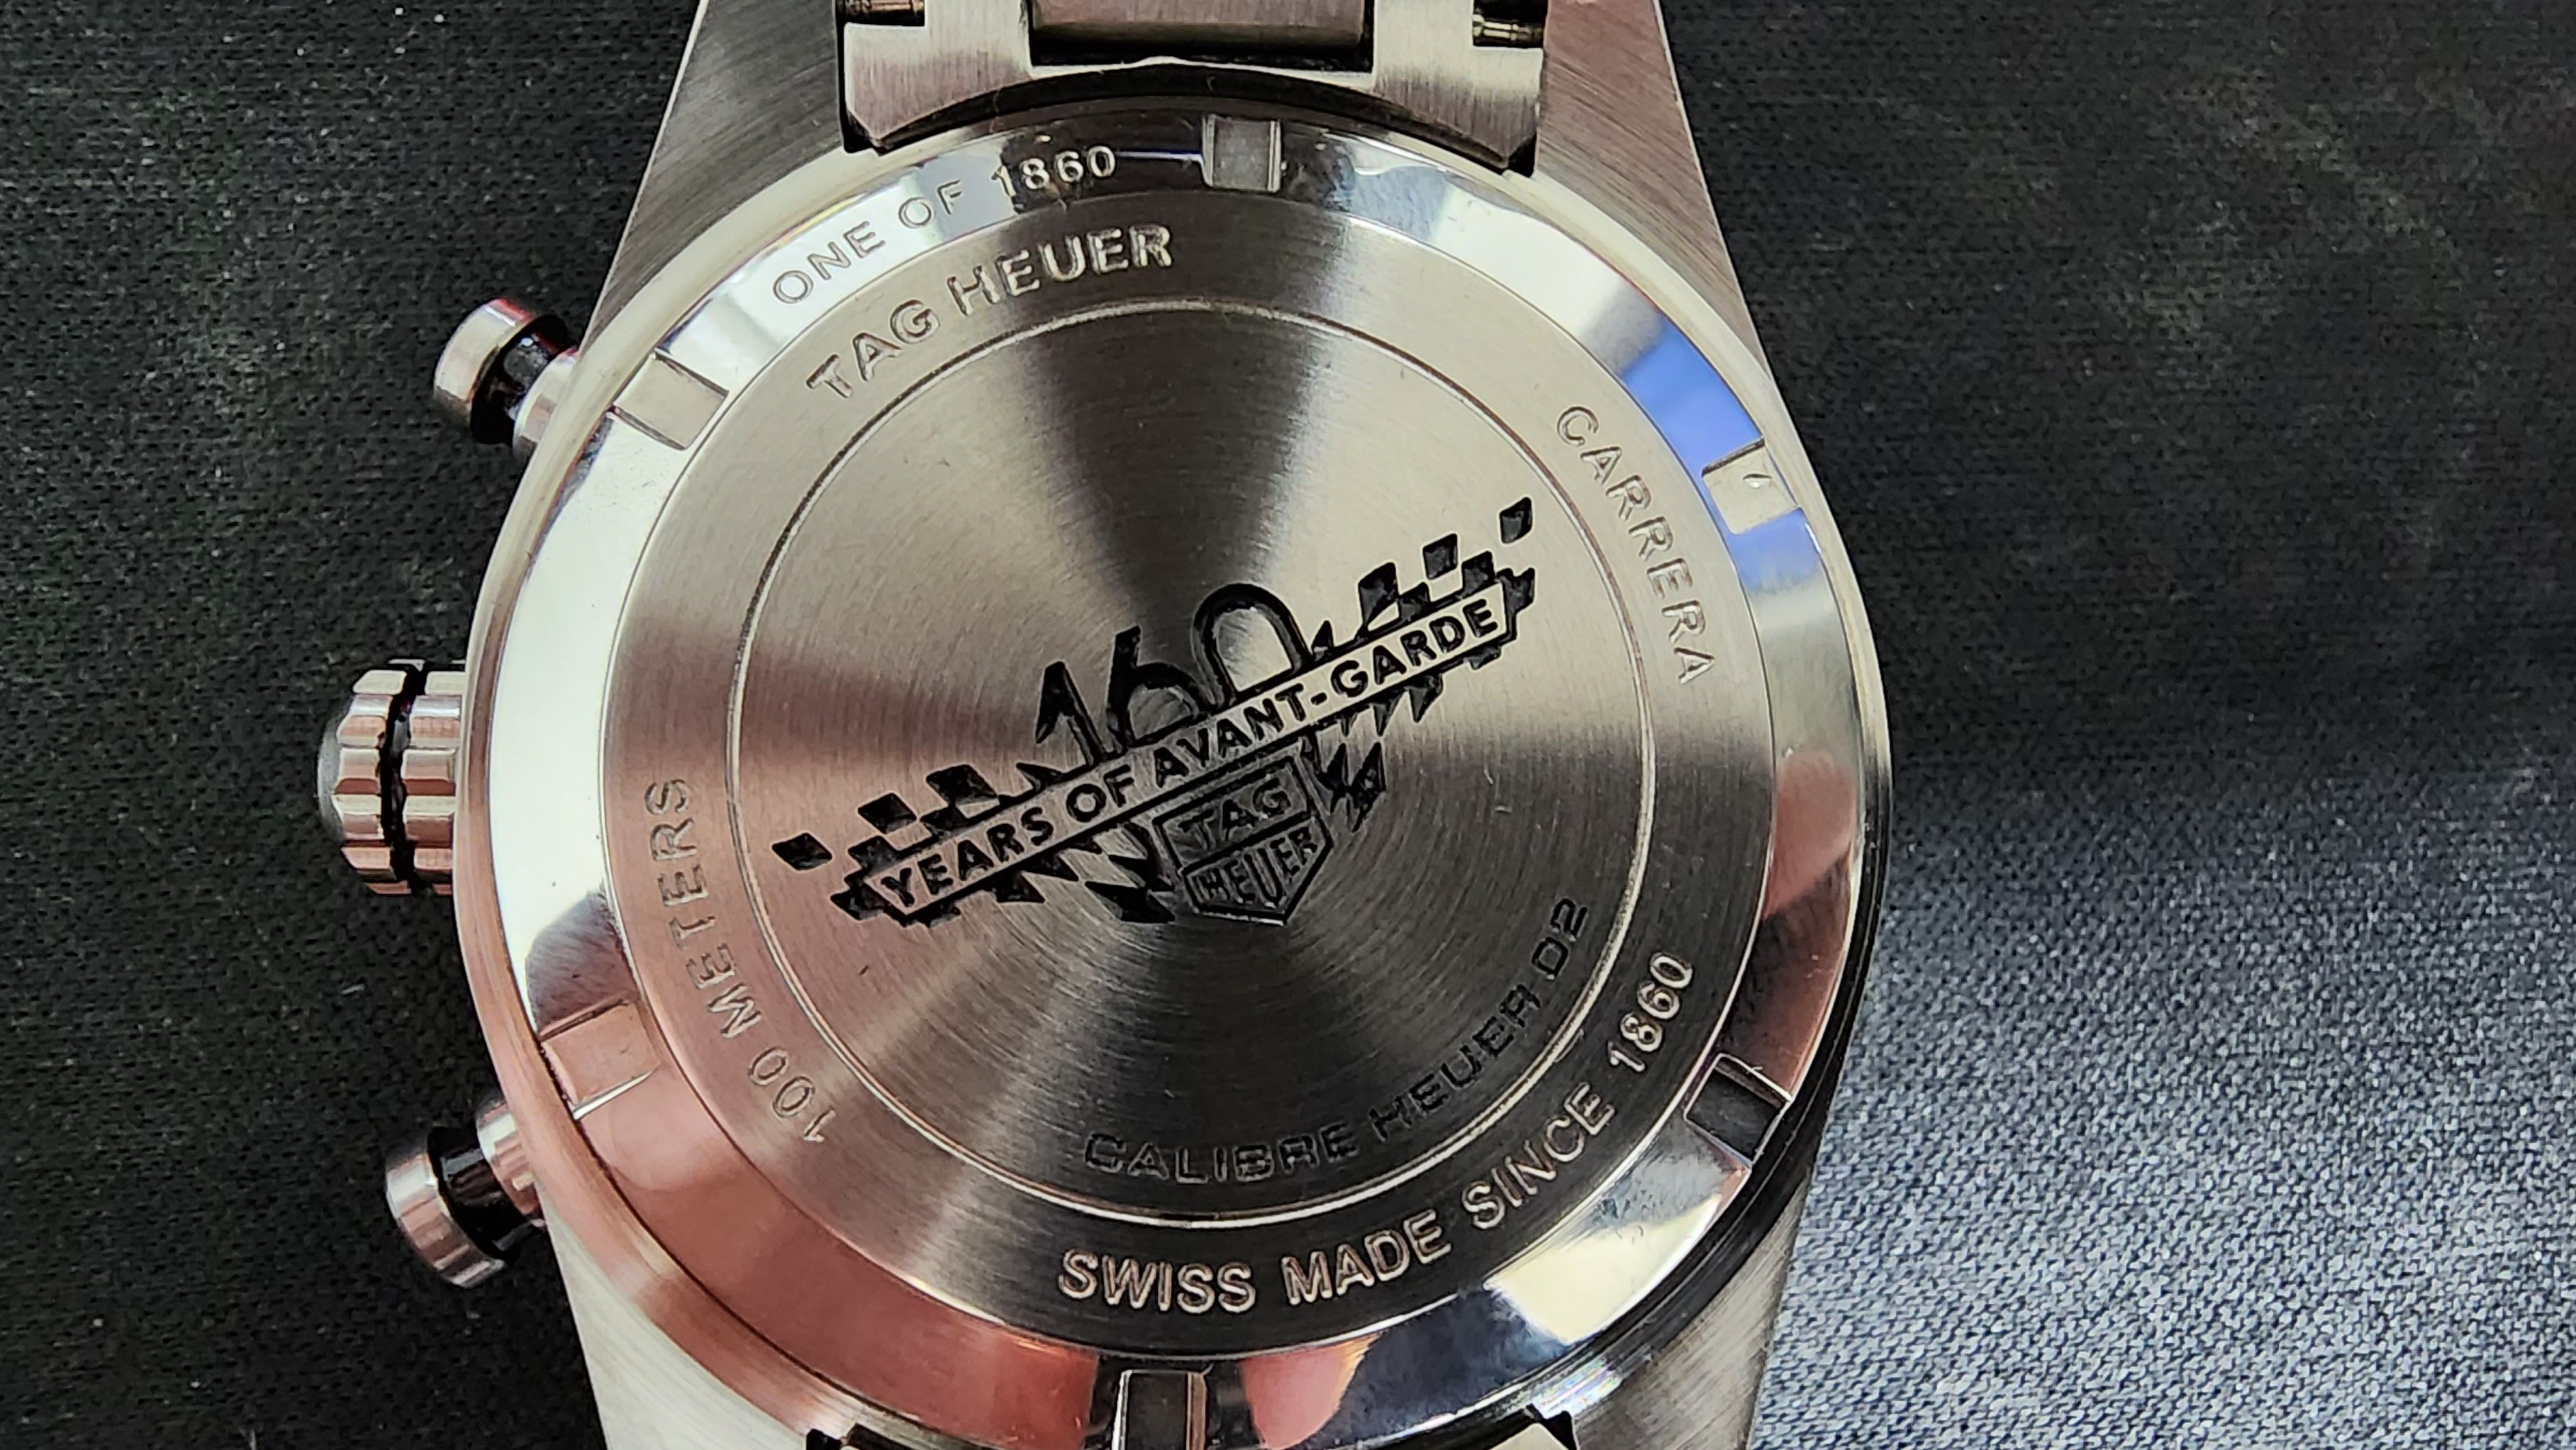 ONE OF 1860
TAG HEUER
CARRERA
160
YEARS OF AVANT-GARDE
TAG
HEUER
100 METERS
CALIBRE HEUER 02
SWISS MADE SINCE 1860